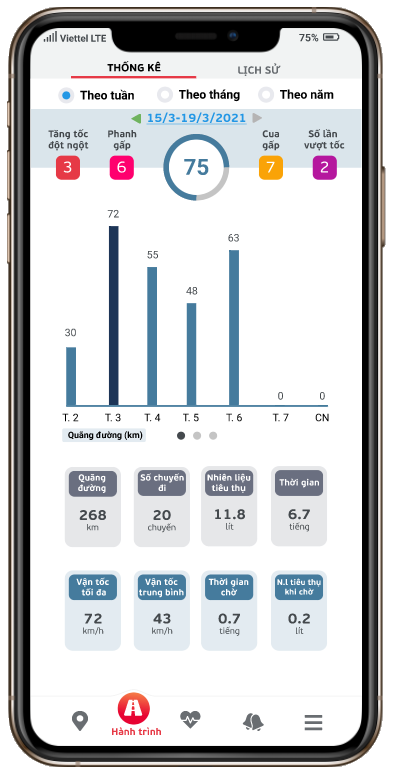 Viettel LTE
75%
THỐNG KÊ
LỊCH SỬ
Theo tuần
Theo tháng
Theo năm
15/3-19/3/2021
Tăng tốc
đột ngột
Phanh
gấp
Cua
gấp
Số lần
vượt tốc
3
6
75
7
2
72
63
55
48
30
0
0
T. 2
T. 3
T. 4
T. 5
T. 6
T. 7
CN
Quãng đường (km)
Quãng
đường
268
km
Số chuyến
đi
20
chuyến
Nhiên liệu
tiêu thụ
11.8
lít
Thời gian
6.7
tiếng
Vận tốc
tối đa
72
km/h
Vận tốc
trung bình
43
km/h
Thời gian
chờ
0.7
tiếng
N.l tiêu thụ
khi chờ
0.2
lít
Hành trình